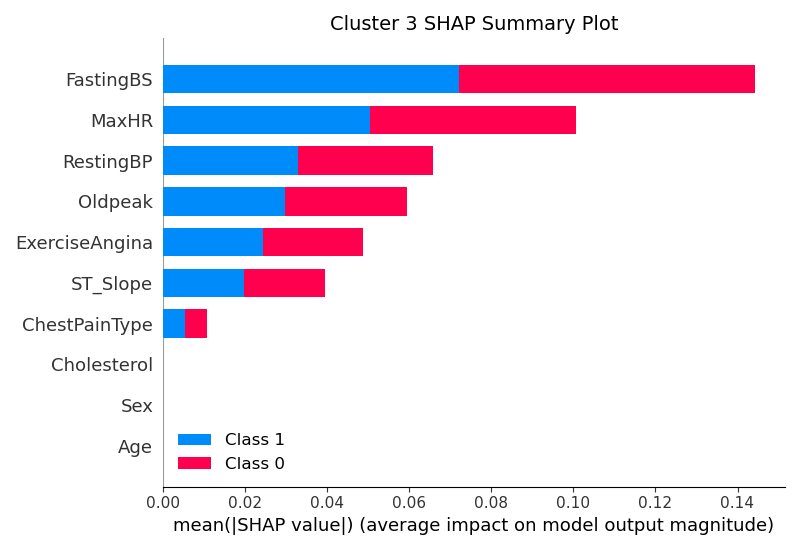 Cluster 3 SHAP Summary Plot
FastingBS
MaxHR
RestingBP
Oldpeak
ExerciseAngina
ST_Slope
ChestPainType
Cholesterol
Sex
Age
Class 1
Class 0
0.00 0.02 0.04 0.06 0.08 0.10 0.12 0.14
mean(|SHAP value|) (average impact on model output magnitude)